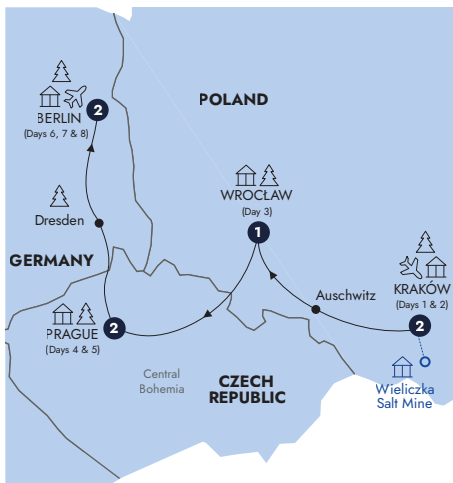 POLAND
2
BERLIN
(Days 6, 7 & 8)
WROCŁAW
(Day 3)
1
Dresden
GERMANY
KRAKÓW
(Days 1 & 2)
2
Auschwitz
PRAGUE
(Days 4 & 5)
2
Wieliczka
Salt Mine
Central
Bohemia
CZECH
REPUBLIC